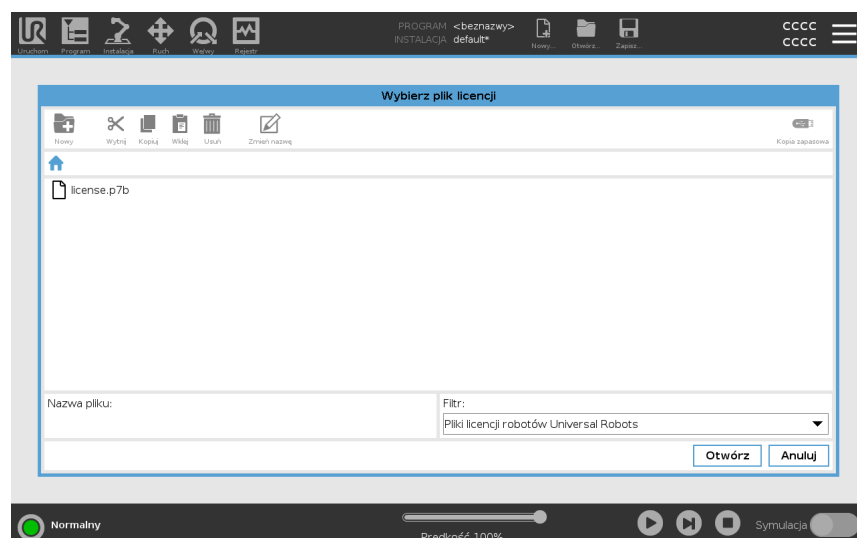 PROGRAM <beznazwy>
INSTALACJA default*
CCCC
CCCC
Uruchom Program Instalacja Ruch We/wy Rejestr Nowy... Otwórz... Zapisz...
Wybierz plik licencji
Nowy Wytnij Kopiuj Wklej Usuń Zmień nazwę Kopia zapasowa
license.p7b
Nazwa pliku:
Filtr:
Pliki licencji robotów Universal Robots
Otwórz Anuluj
Normalny
Prędkość 100%
Symulacja